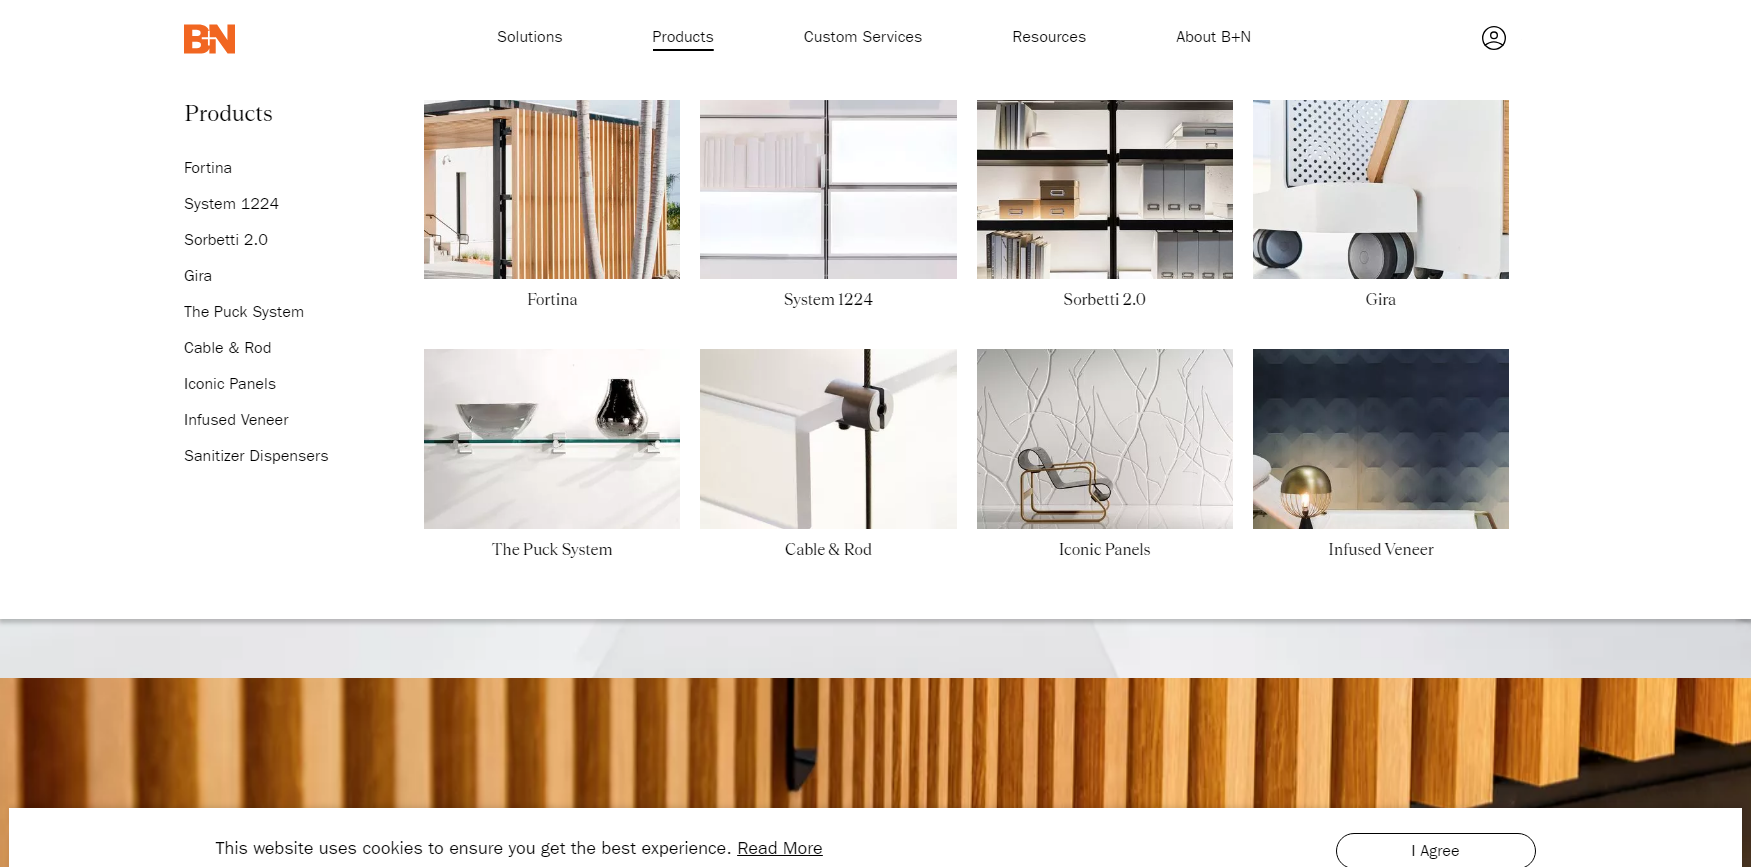 B+N
Solutions
Products
Custom Services
Resources
About B+N
Products
Fortina
System 1224
Sorbetti 2.0
Gira
The Puck System
Cable & Rod
Iconic Panels
Infused Veneer
Sanitizer Dispensers
Fortina
System 1224
Sorbetti 2.0
Gira
The Puck System
Cable & Rod
Iconic Panels
Infused Veneer
This website uses cookies to ensure you get the best experience. Read More
I Agree